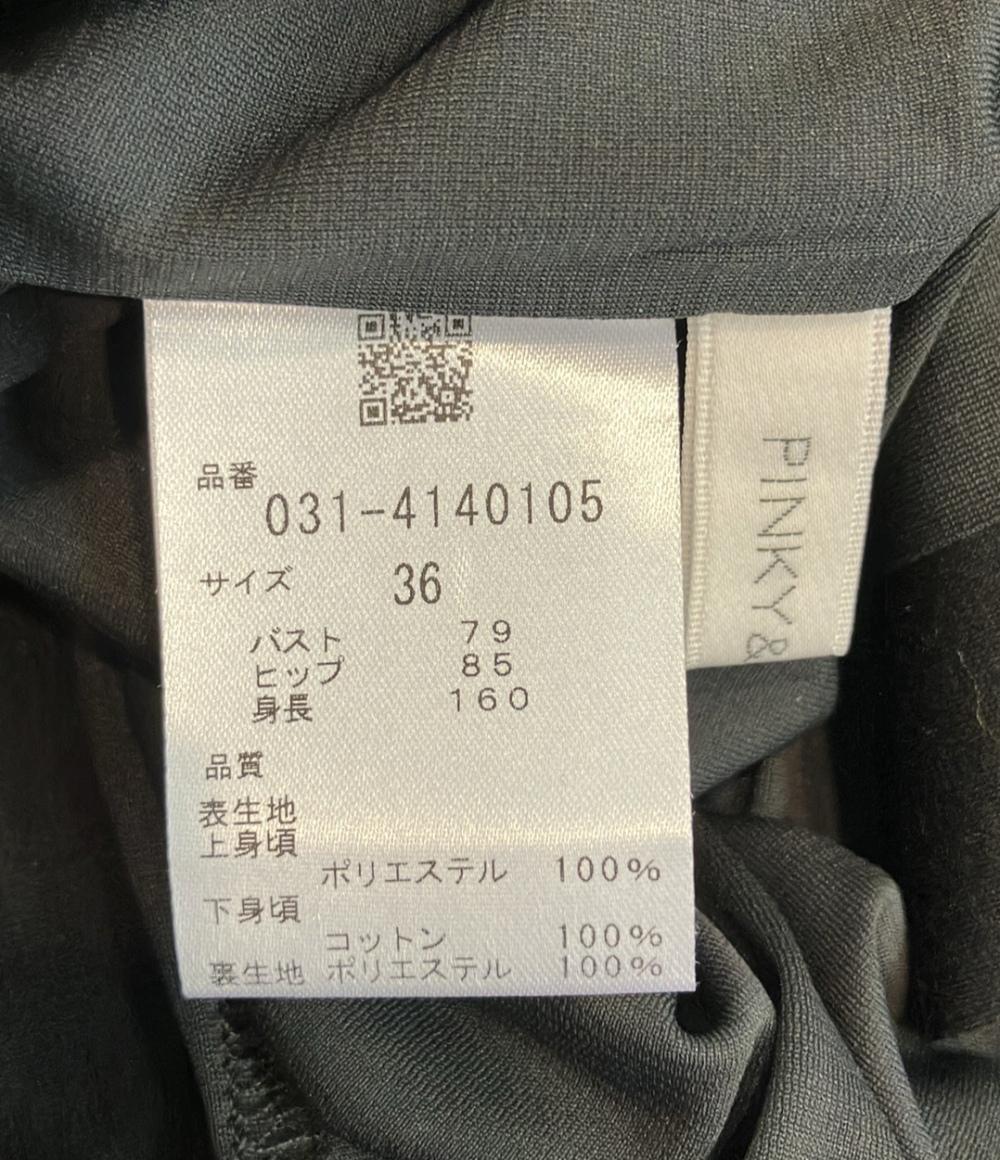 品番
031-4140105
サイズ 36
バスト 79
ヒップ 85
身長 160
品質
表生地
上身頃
ポリエステル 100%
下身頃
コットン 100%
裏生地 ポリエステル 100%
PINKY &